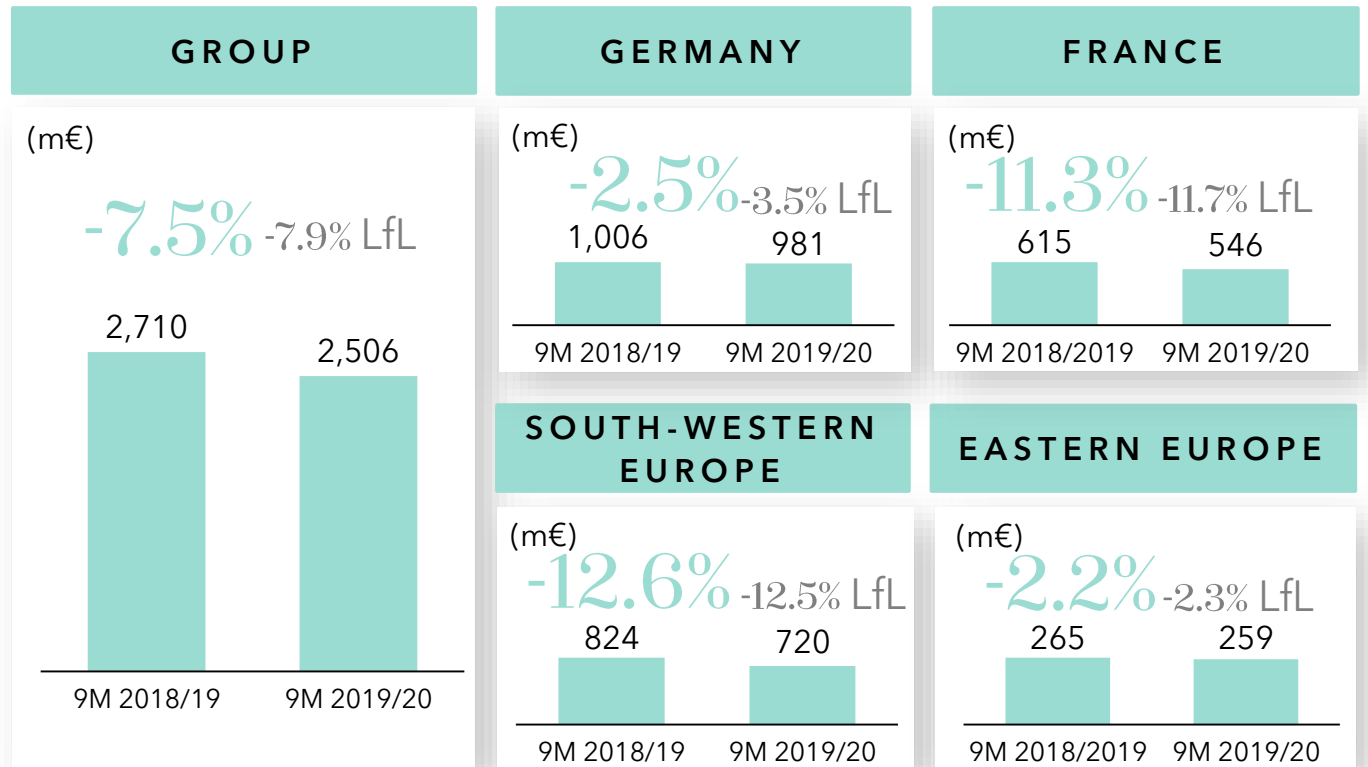 GROUP
(m€)
-7.5% -7.9% LfL
2,710
2,506
9M 2018/19
9M 2019/20
GERMANY
(m€)
-2.5% -3.5% LfL
1,006
981
9M 2018/19
9M 2019/20
FRANCE
(m€)
-11.3% -11.7% LfL
615
546
9M 2018/2019
9M 2019/20
SOUTH-WESTERN
EUROPE
(m€)
-12.6% -12.5% LfL
824
720
9M 2018/19
9M 2019/20
EASTERN EUROPE
(m€)
-2.2% -2.3% LfL
265
259
9M 2018/2019
9M 2019/20